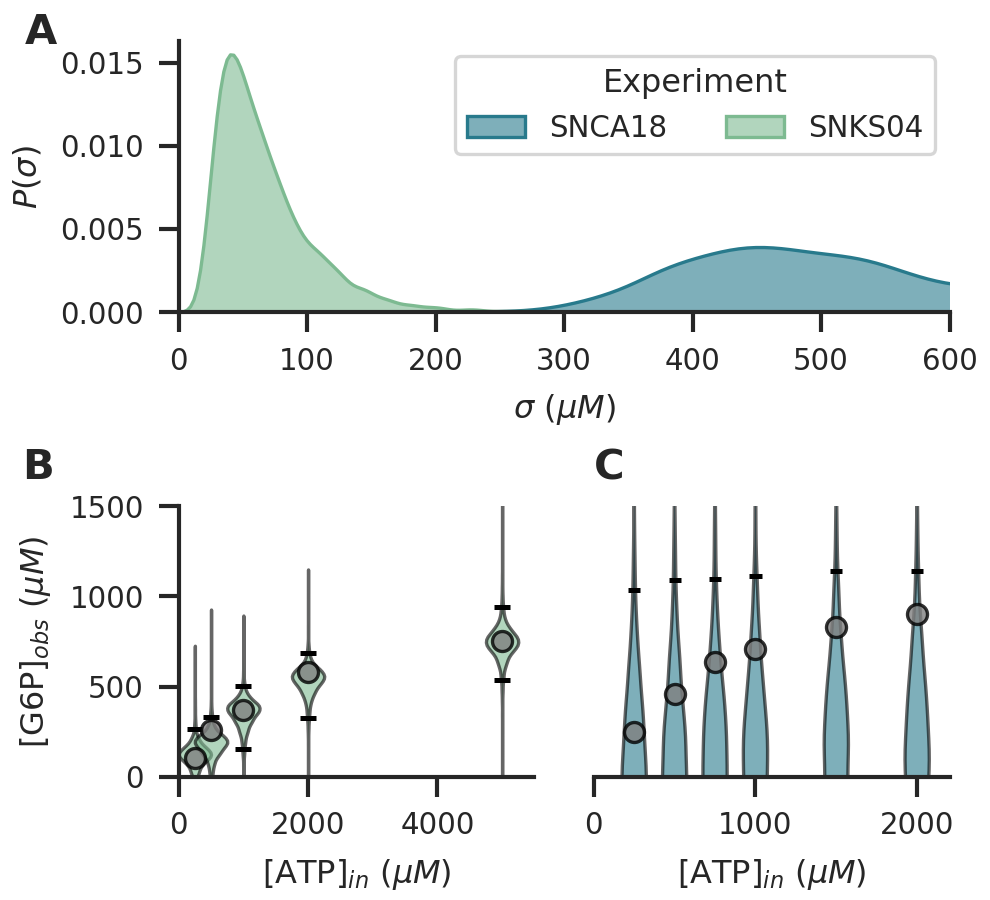 A
0.015
0.010
0.005
0.000
P(σ)
Experiment
SNCA18 SNKS04
0 100 200 300 400 500 600
σ (μM)
B
1500
1000
500
0
[G6P]obs (μM)
0 2000 4000
[ATP]in (μM)
C
0 1000 2000
[ATP]in (μM)